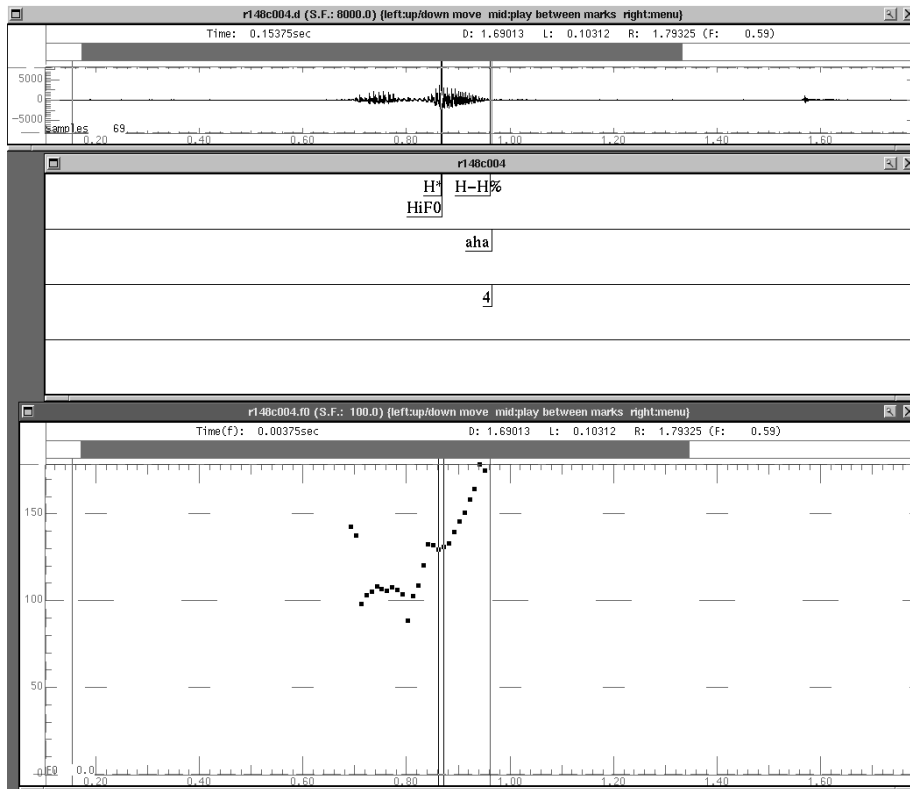 r148c004.d (S.F.: 8000.0) {left:up/down move mid:play between marks right:menu}
Time: 0.15375sec D: 1.69013 L: 0.10312 R: 1.79325 (F: 0.59)
5000
0
-5000
samples 69
0.20 0.40 0.60 0.80 1.00 1.20 1.40 1.60
r148c004
H* H-H%
HiF0
aha
4
r148c004.f0 (S.F.: 100.0) {left:up/down move mid:play between marks right:menu}
Time(f): 0.00375sec D: 1.69013 L: 0.10312 R: 1.79325 (F: 0.59)
150
100
50
0
F0 0.0
0.20 0.40 0.60 0.80 1.00 1.20 1.40 1.60